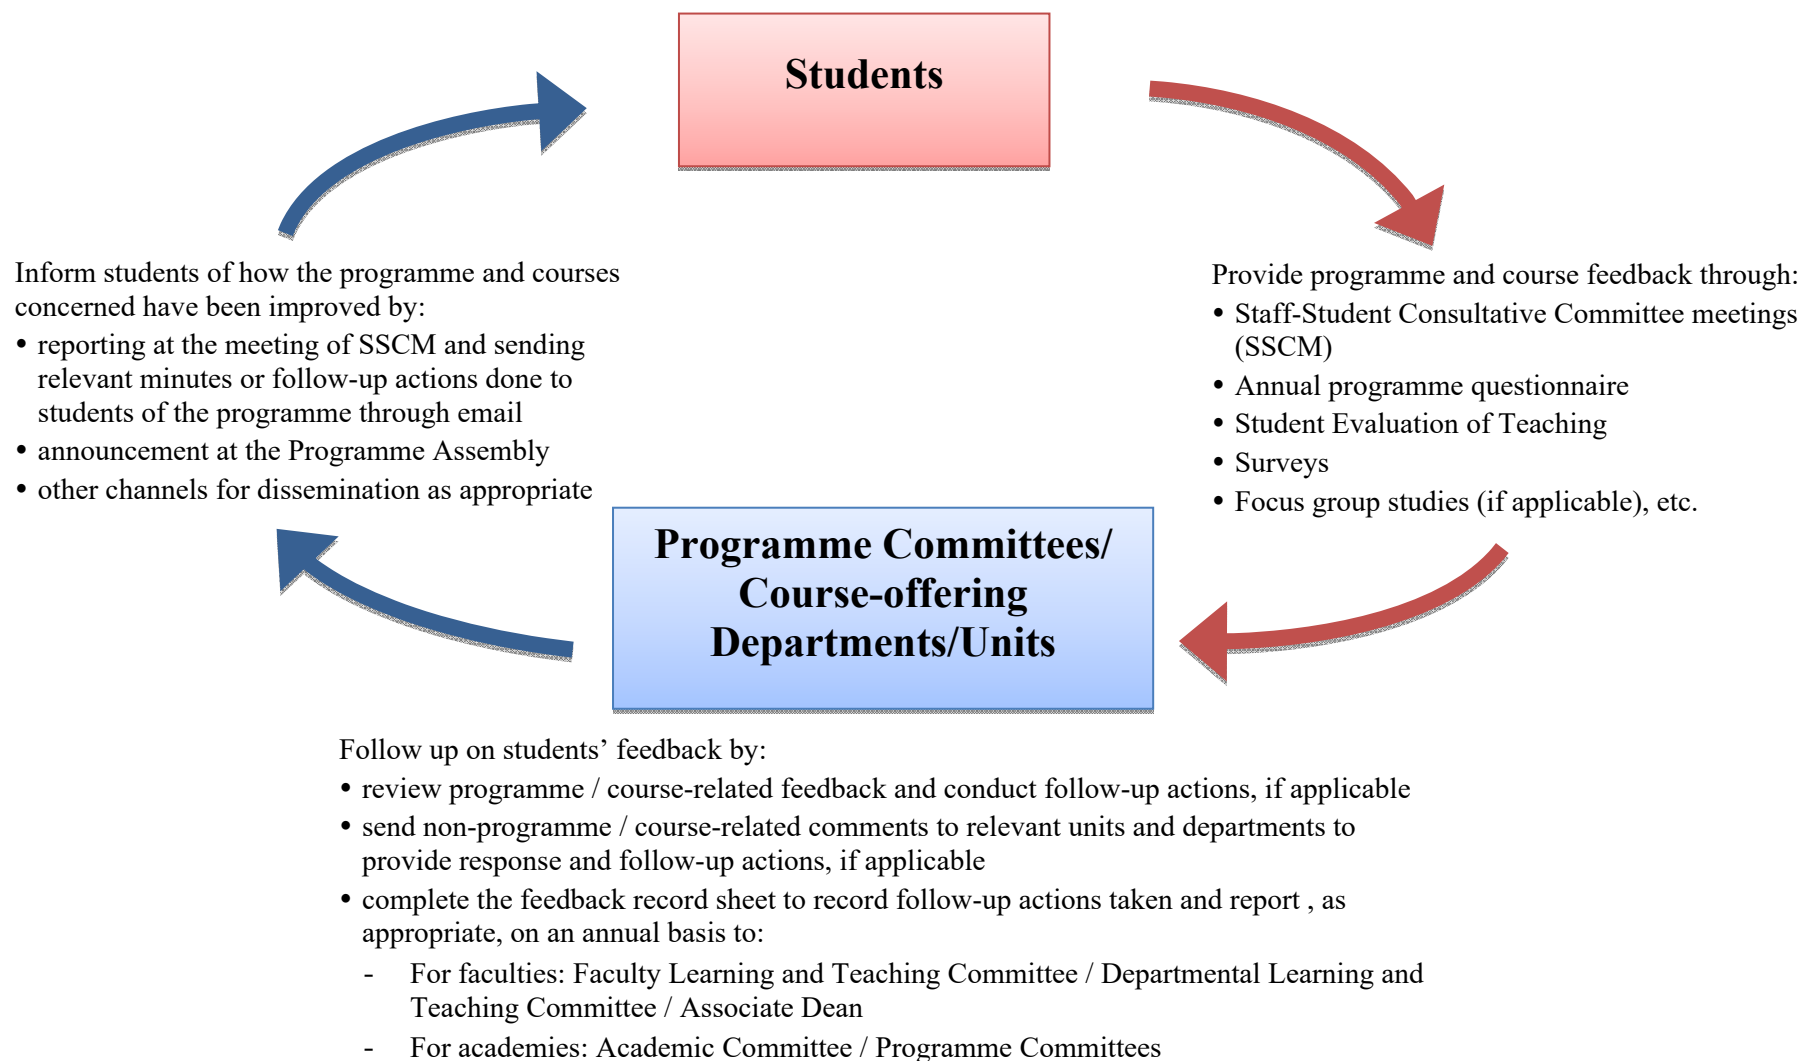 Students
Provide programme and course feedback through:
• Staff-Student Consultative Committee meetings
(SSCM)
• Annual programme questionnaire
• Student Evaluation of Teaching
• Surveys
• Focus group studies (if applicable), etc.
Programme Committees/
Course-offering
Departments/Units
Follow up on students’ feedback by:
• review programme / course-related feedback and conduct follow-up actions, if applicable
• send non-programme / course-related comments to relevant units and departments to
provide response and follow-up actions, if applicable
• complete the feedback record sheet to record follow-up actions taken and report , as
appropriate, on an annual basis to:
- For faculties: Faculty Learning and Teaching Committee / Departmental Learning and
Teaching Committee / Associate Dean
- For academies: Academic Committee / Programme Committees
Inform students of how the programme and courses
concerned have been improved by:
• reporting at the meeting of SSCM and sending
relevant minutes or follow-up actions done to
students of the programme through email
• announcement at the Programme Assembly
• other channels for dissemination as appropriate